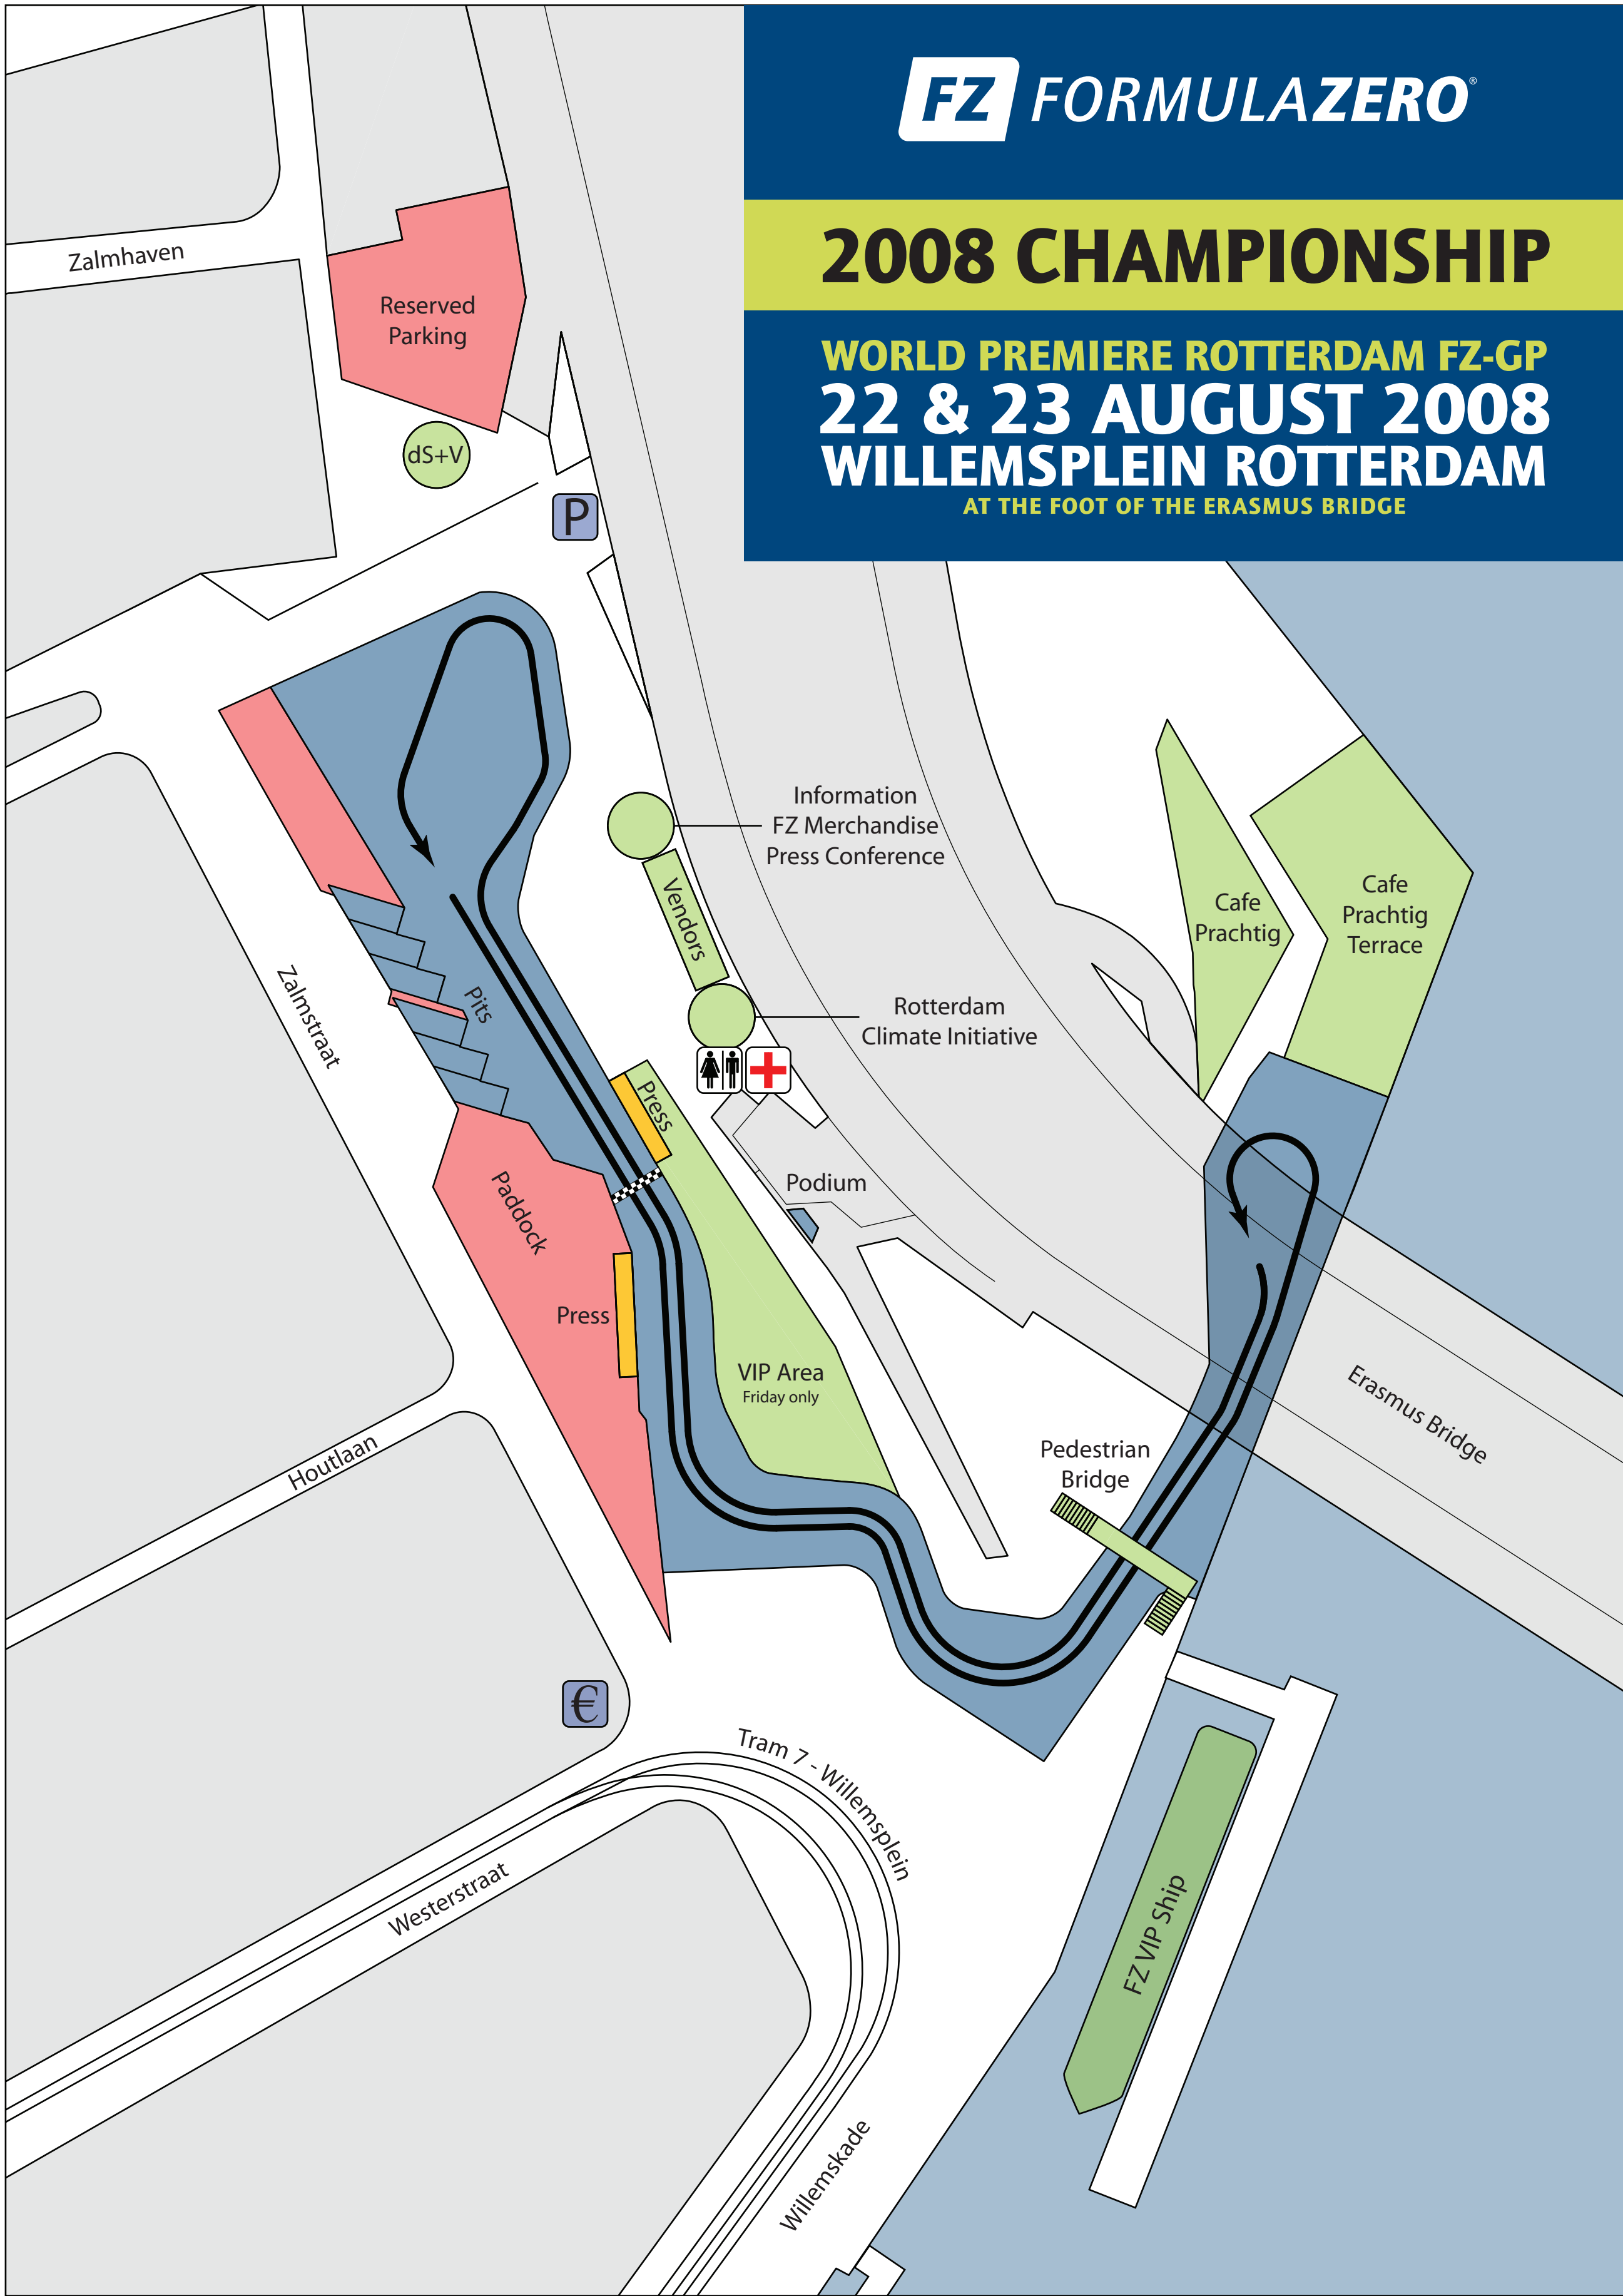 FZ FORMULAZERO®
2008 CHAMPIONSHIP
WORLD PREMIERE ROTTERDAM FZ-GP
22 & 23 AUGUST 2008
WILLEMSPLEIN ROTTERDAM
AT THE FOOT OF THE ERASMUS BRIDGE
Zalmhaven
Reserved
Parking
dS+V
P
Information
FZ Merchandise
Press Conference
Vendors
Cafe
Prachtig
Cafe
Prachtig
Terrace
Zalmstraat
Pits
Rotterdam
Climate Initiative
Press
Podium
Paddock
Press
VIP Area
Friday only
Erasmus Bridge
Houtlaan
Pedestrian
Bridge
€
Tram 7 - Willemsplein
Westerstraat
FZ VIP Ship
Willemskade